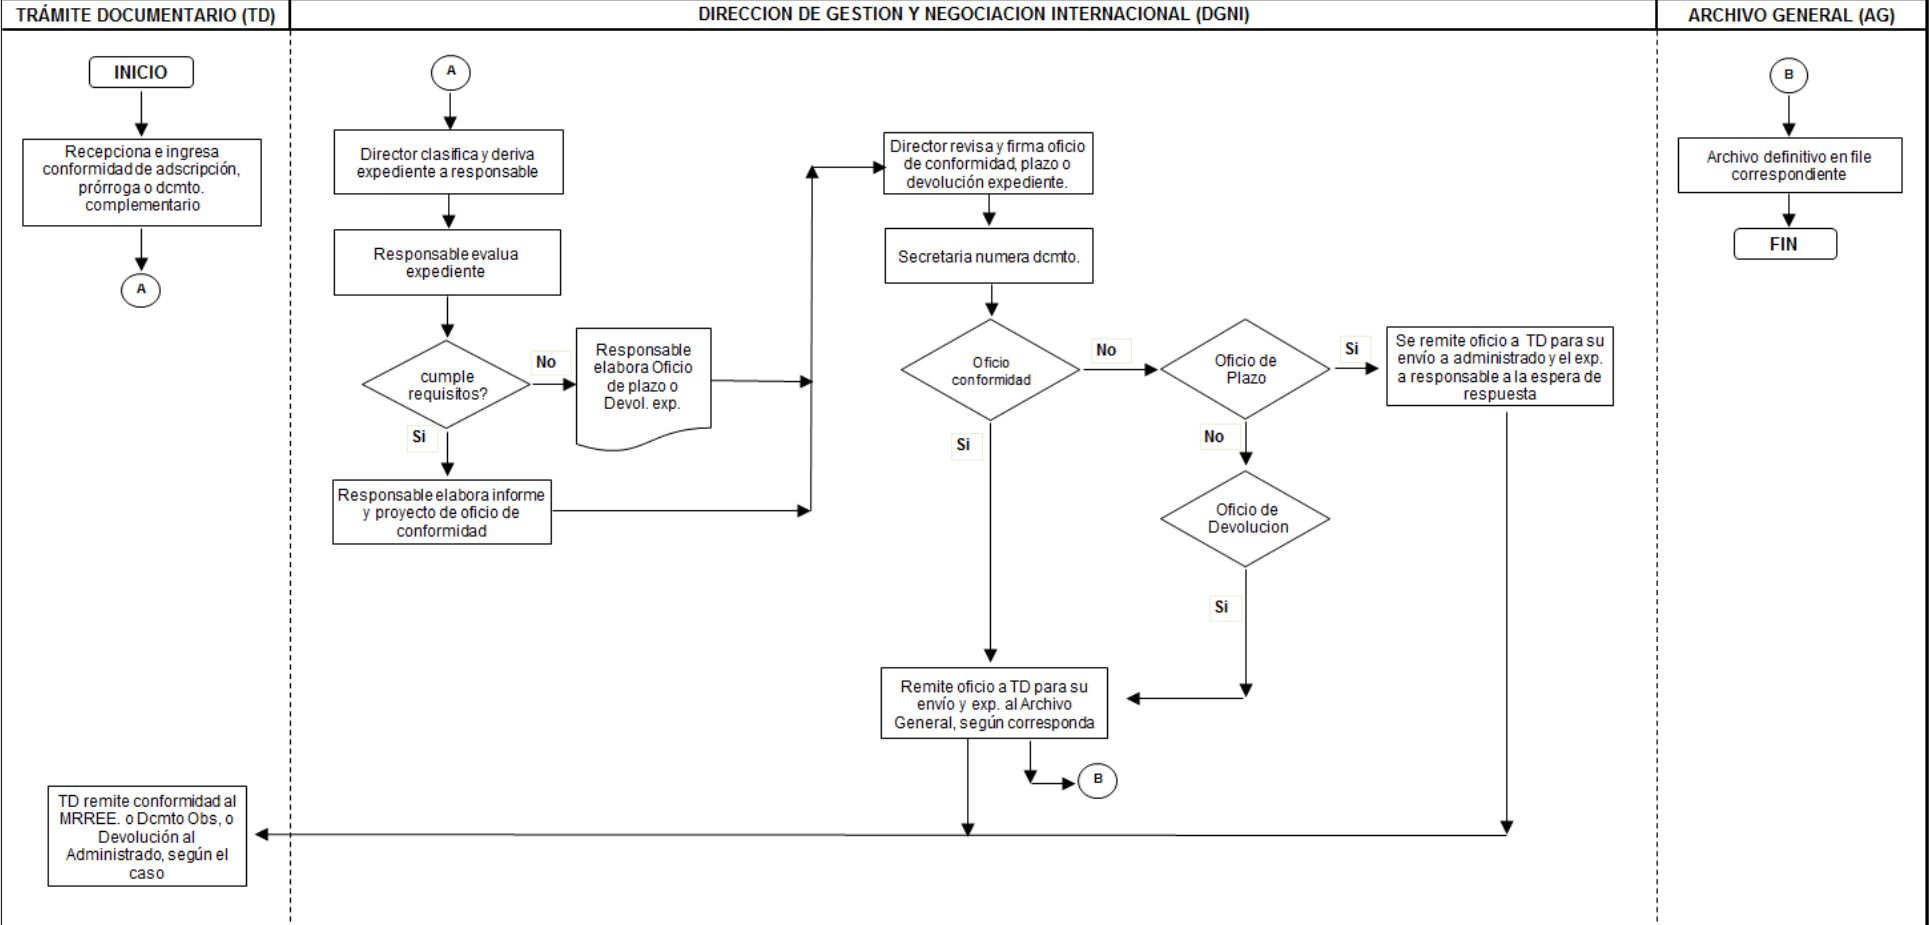 TRÁMITE DOCUMENTARIO (TD)
DIRECCION DE GESTION Y NEGOCIACION INTERNACIONAL (DGNI)
ARCHIVO GENERAL (AG)
INICIO
Recepciona e ingresa
conformidad de adscripción,
prórroga o dcmto.
complementario
A
A
Director clasifica y deriva
expediente a responsable
Responsable evalua
expediente
cumple
requisitos?
No
Responsable
elabora Oficio
de plazo o
Devol. exp.
Si
Responsable elabora informe
y proyecto de oficio de
conformidad
Director revisa y firma oficio
de conformidad, plazo o
devolución expediente.
Secretaria numera dcmto.
Oficio
conformidad
No
Oficio de
Plazo
Si
Se remite oficio a TD para su
envío a administrado y el exp.
a responsable a la espera de
respuesta
No
Si
Oficio de
Devolucion
Si
Remite oficio a TD para su
envío y exp. al Archivo
General, según corresponda
B
TD remite conformidad al
MRREE. o Dcmto Obs, o
Devolución al
Administrado, según el
caso
B
Archivo definitivo en file
correspondiente
FIN